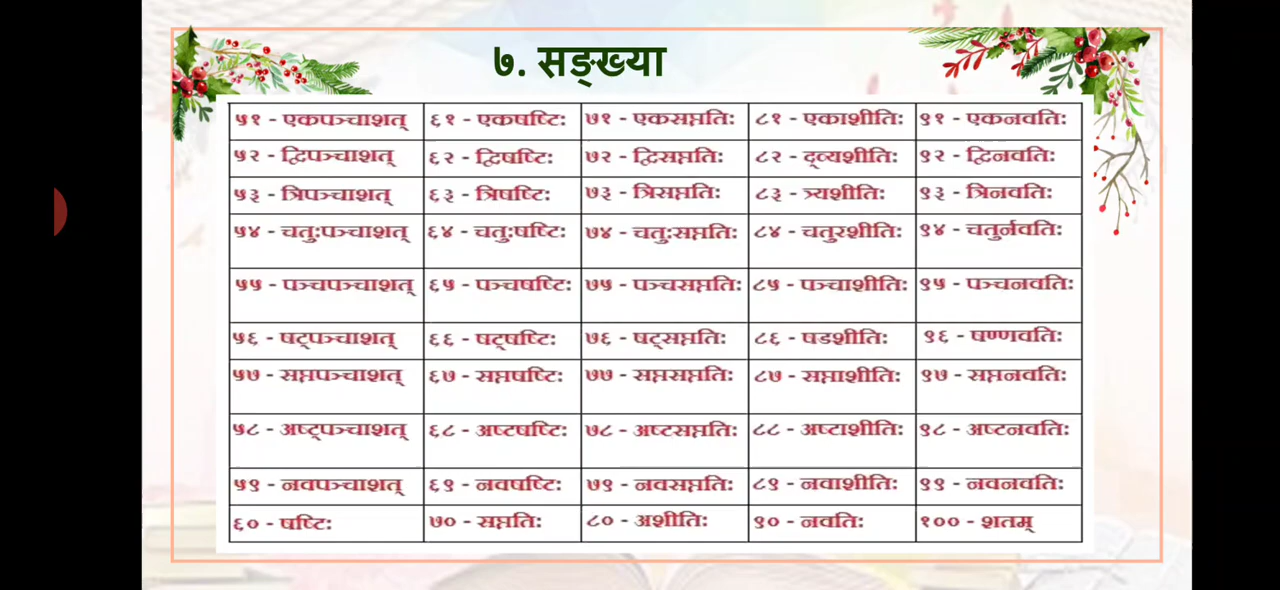 ७. सङ्ख्या
५१ - एकपञ्चाशत् ६१ - एकषष्टिः ७१ - एकसप्ततिः ८१ - एकाशीतिः ९१ - एकनवतिः
५२ - द्विपञ्चाशत् ६२ - द्विषष्टिः ७२ - द्विसप्ततिः ८२ - द्व्यशीतिः ९२ - द्विनवतिः
५३ - त्रिपञ्चाशत् ६३ - त्रिषष्टिः ७३ - त्रिसप्ततिः ८३ - त्र्यशीतिः ९३ - त्रिनवतिः
५४ - चतुःपञ्चाशत् ६४ - चतुःषष्टिः ७४ - चतुःसप्ततिः ८४ - चतुरशीतिः ९४ - चतुर्नवतिः
५५ - पञ्चपञ्चाशत् ६५ - पञ्चषष्टिः ७५ - पञ्चसप्ततिः ८५ - पञ्चाशीतिः ९५ - पञ्चनवतिः
५६ - षट्पञ्चाशत् ६६ - षट्षष्टिः ७६ - षट्सप्ततिः ८६ - षडशीतिः ९६ - षण्णवतिः
५७ - सप्तपञ्चाशत् ६७ - सप्तषष्टिः ७७ - सप्तसप्ततिः ८७ - सप्ताशीतिः ९७ - सप्तनवतिः
५८ - अष्ट्पञ्चाशत् ६८ - अष्टषष्टिः ७८ - अष्टसप्ततिः ८८ - अष्टाशीतिः ९८ - अष्टनवतिः
५९ - नवपञ्चाशत् ६९ - नवषष्टिः ७९ - नवसप्ततिः ८९ - नवाशीतिः ९९ - नवनवतिः
६० - षष्टिः ७० - सप्ततिः ८० - अशीतिः ९० - नवतिः १०० - शतम्